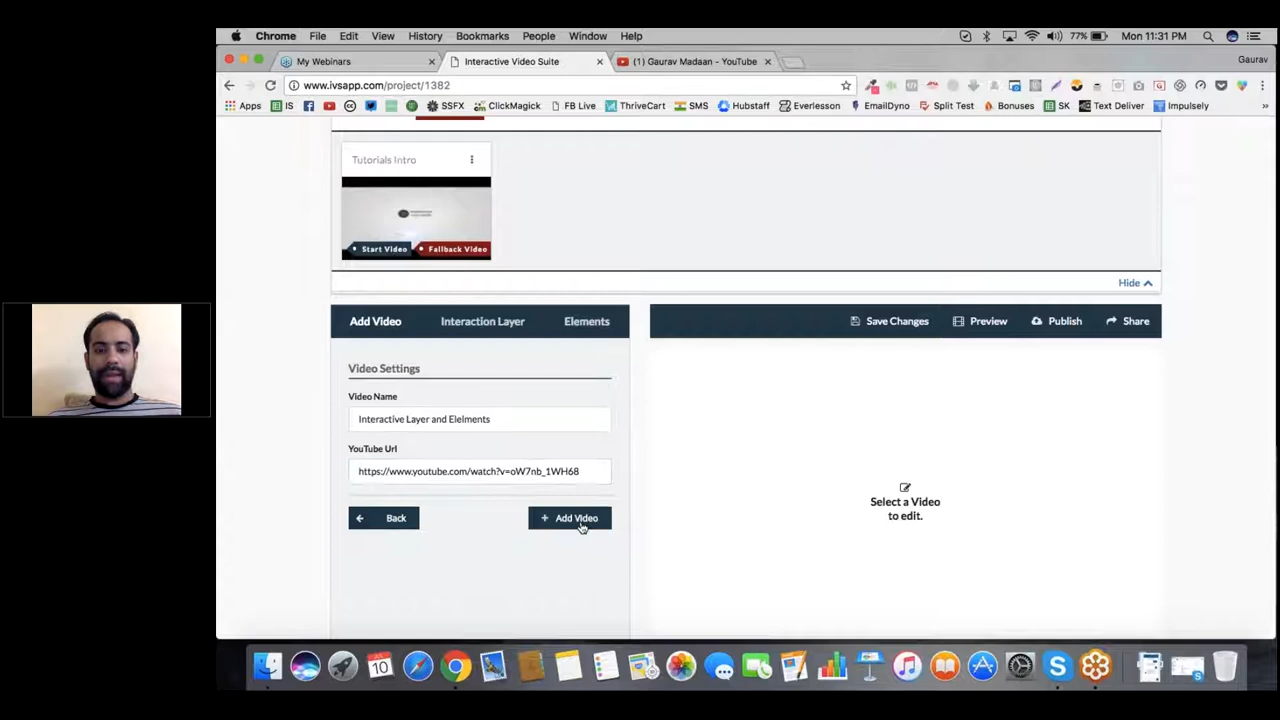 Chrome File Edit View History Bookmarks People Window Help 77% Mon 11:31 PM
My Webinars Interactive Video Suite (1) Gaurav Madaan - YouTube Gaurav
www.ivsapp.com/project/1382
Apps IS CC SSFX ClickMagick FB Live ThriveCart SMS Hubstaff Everlesson EmailDyno Split Test Bonuses SK Text Deliver Impulsely
Tutorials Intro
Start Video Fallback Video
Hide
Add Video Interaction Layer Elements Save Changes Preview Publish Share
Video Settings
Video Name
Interactive Layer and Elelments
YouTube Url
https://www.youtube.com/watch?v=oW7nb_1WH68
Back + Add Video
Select a Video
to edit.
JUL
10